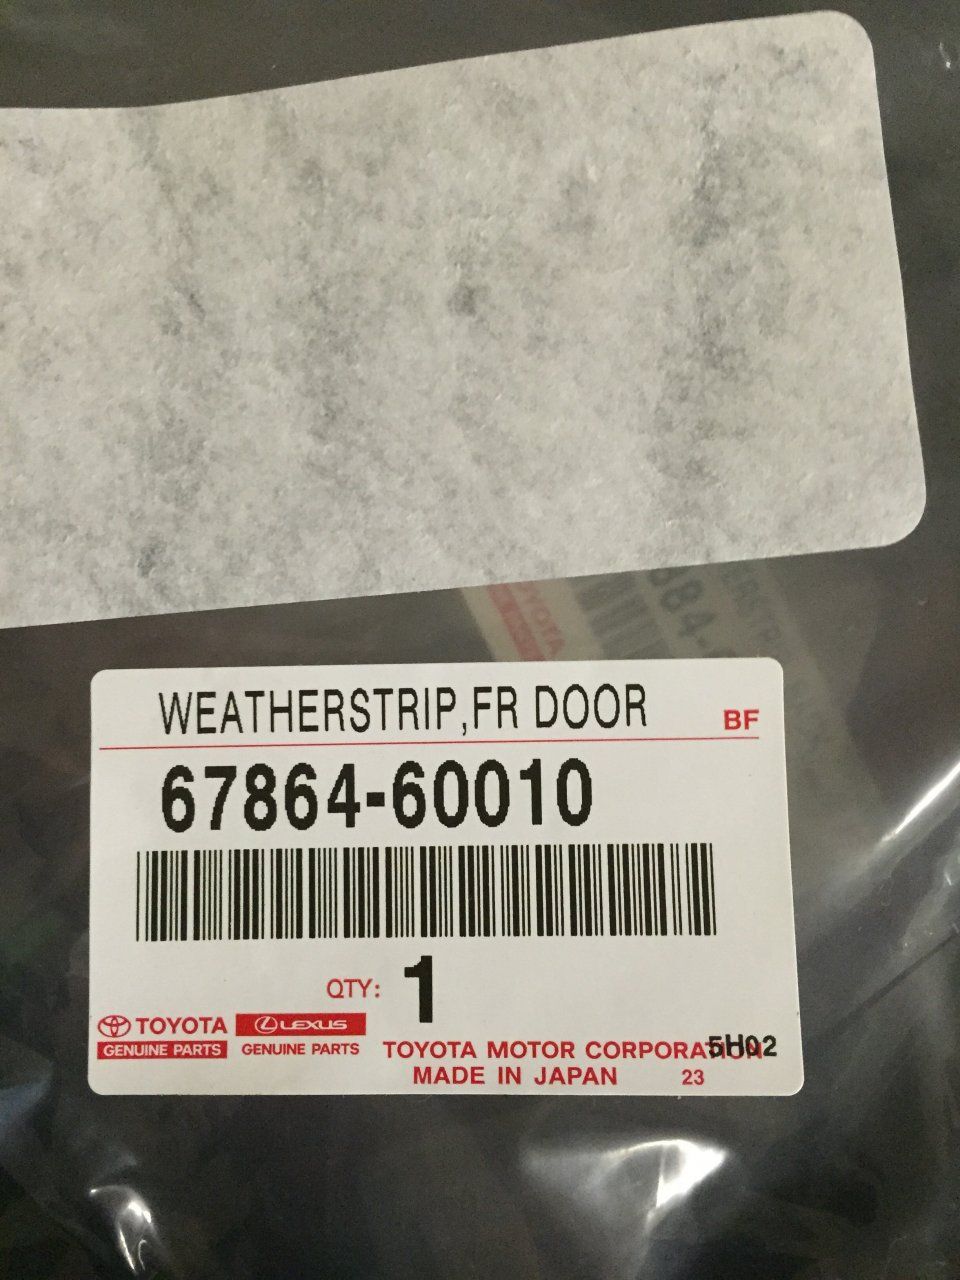 WEATHERSTRIP,FR DOOR
BF
67864-60010
QTY: 1
TOYOTA LEXUS
GENUINE PARTS GENUINE PARTS
TOYOTA MOTOR CORPORATION 5H02
MADE IN JAPAN 23